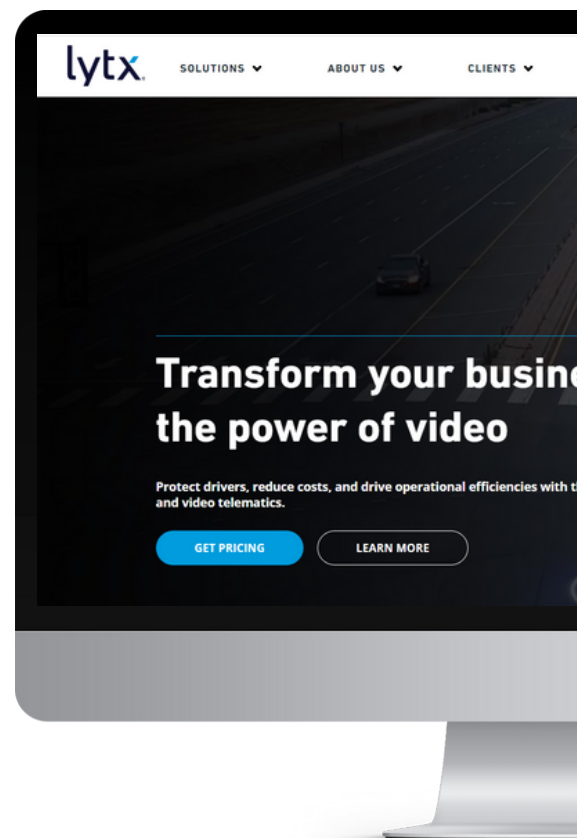 lytx
SOLUTIONS
ABOUT US
CLIENTS
Transform your
the power of video
Protect drivers, reduce costs, and drive operational efficiencies with
and video telematics.
GET PRICING
LEARN MORE